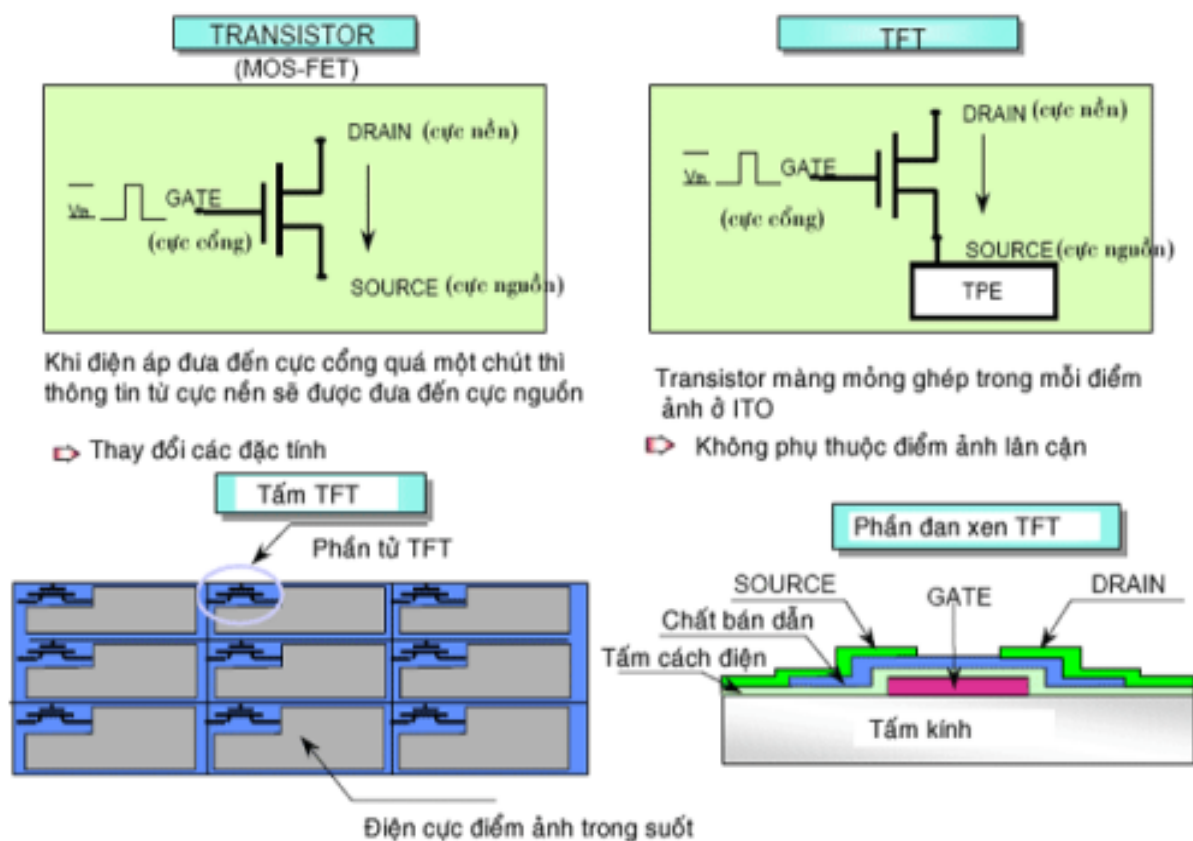 TRANSISTOR
(MOS-FET)
DRAIN (cực nền)
Vin
GATE
(cực cổng)
SOURCE (cực nguồn)
Khi điện áp đưa đến cực cổng quá một chút thì
thông tin từ cực nền sẽ được đưa đến cực nguồn
Thay đổi các đặc tính
TFT
DRAIN (cực nền)
Vin
GATE
(cực cổng)
SOURCE (cực nguồn)
TPE
Transistor màng mỏng ghép trong mỗi điểm
ảnh ở ITO
Không phụ thuộc điểm ảnh lân cận
Tấm TFT
Phần tử TFT
Điện cực điểm ảnh trong suốt
Phần đan xen TFT
SOURCE
GATE
DRAIN
Chất bán dẫn
Tấm cách điện
Tấm kính